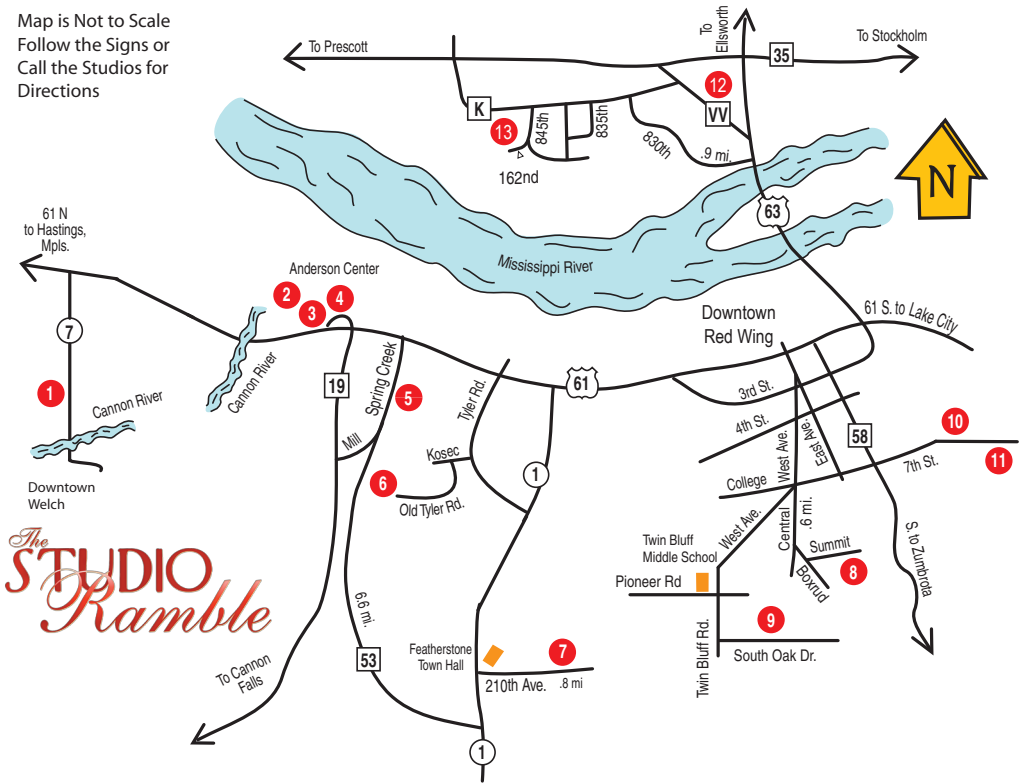 Map is Not to Scale
Follow the Signs or
Call the Studios for
Directions
To Prescott
To
Ellsworth
35
To Stockholm
K
12
VV
13
845th
835th
830th
.9 mi.
162nd
N
63
Mississippi River
61 N
to Hastings,
Mpls.
Anderson Center
2
3
4
7
1
Cannon River
Downtown
Welch
Cannon River
19
Spring Creek
5
Mill
6
Kosec
Old Tyler Rd.
Tyler Rd.
61
1
Downtown
Red Wing
61 S. to Lake City
3rd St.
4th St.
West Ave.
East Ave.
58
College
7th St.
10
11
West Ave.
Central
.6 mi.
Summit
Boxrud
8
S. to Zumbrota
Twin Bluff
Middle School
Pioneer Rd
9
Twin Bluff Rd.
South Oak Dr.
The
STUDIO
Ramble
6.6 mi.
53
To Cannon
Falls
Featherstone
Town Hall
7
210th Ave.
.8 mi
1